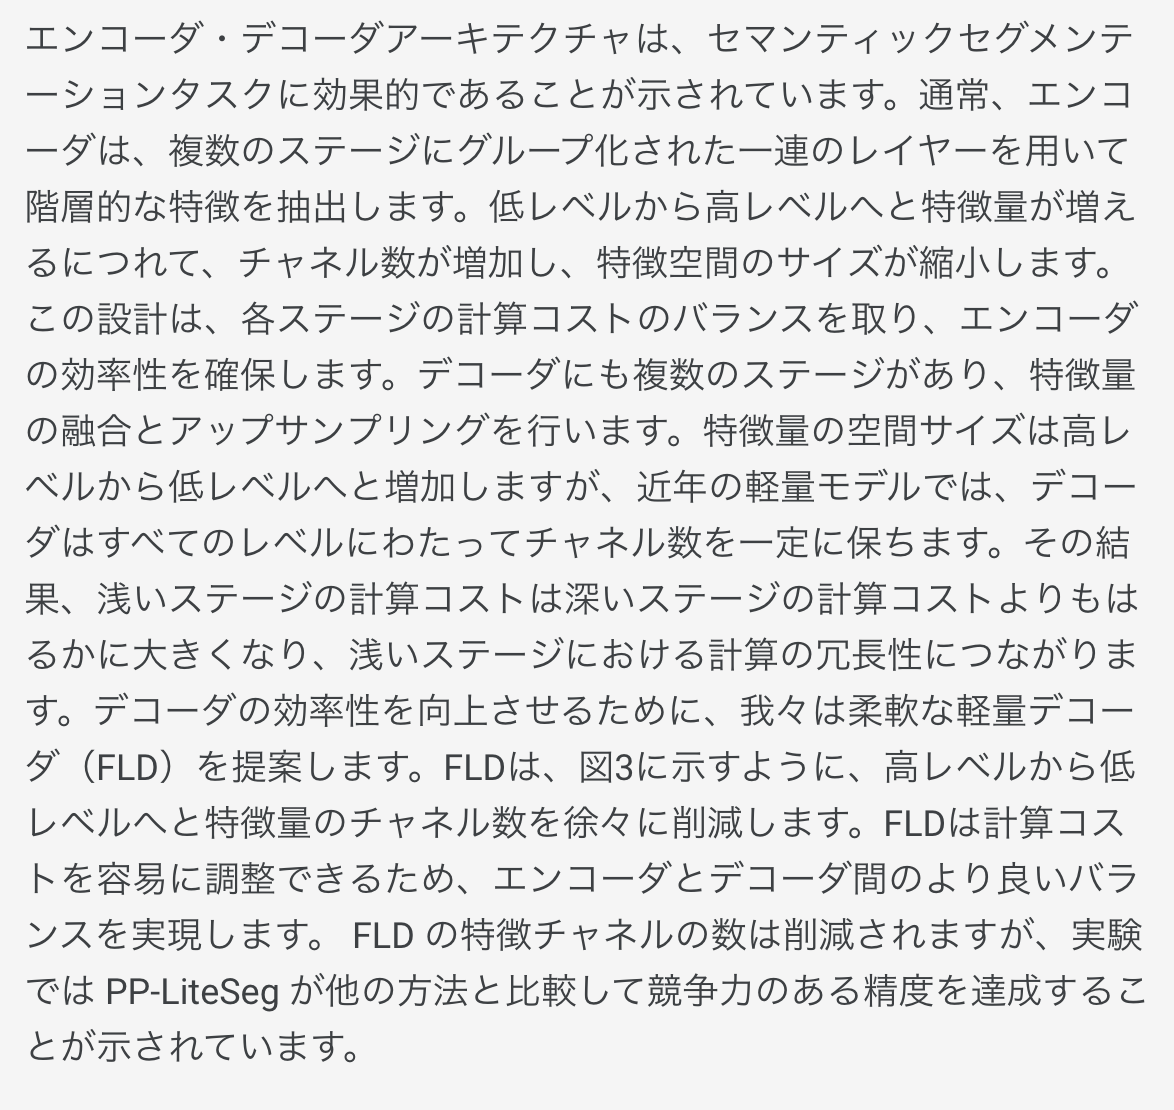 エンコーダ・デコーダアーキテクチャは、セマンティックセグメンテ
ーションタスクに効果的であることが示されています。通常、エンコ
ーダは、複数のステージにグループ化された一連のレイヤーを用いて
階層的な特徴を抽出します。低レベルから高レベルへと特徴量が増え
るにつれて、チャネル数が増加し、特徴空間のサイズが縮小します。
この設計は、各ステージの計算コストのバランスを取り、エンコーダ
の効率性を確保します。デコーダにも複数のステージがあり、特徴量
の融合とアップサンプリングを行います。特徴量の空間サイズは高レ
ベルから低レベルへと増加しますが、近年の軽量モデルでは、デコー
ダはすべてのレベルにわたってチャネル数を一定に保ちます。その結
果、浅いステージの計算コストは深いステージの計算コストよりもは
るかに大きくなり、浅いステージにおける計算の冗長性につながりま
す。デコーダの効率性を向上させるために、我々は柔軟な軽量デコー
ダ（FLD）を提案します。FLDは、図3に示すように、高レベルから低
レベルへと特徴量のチャネル数を徐々に削減します。FLDは計算コス
トを容易に調整できるため、エンコーダとデコーダ間のより良いバラ
ンスを実現します。 FLD の特徴チャネルの数は削減されますが、実験
では PP-LiteSeg が他の方法と比較して競争力のある精度を達成するこ
とが示されています。